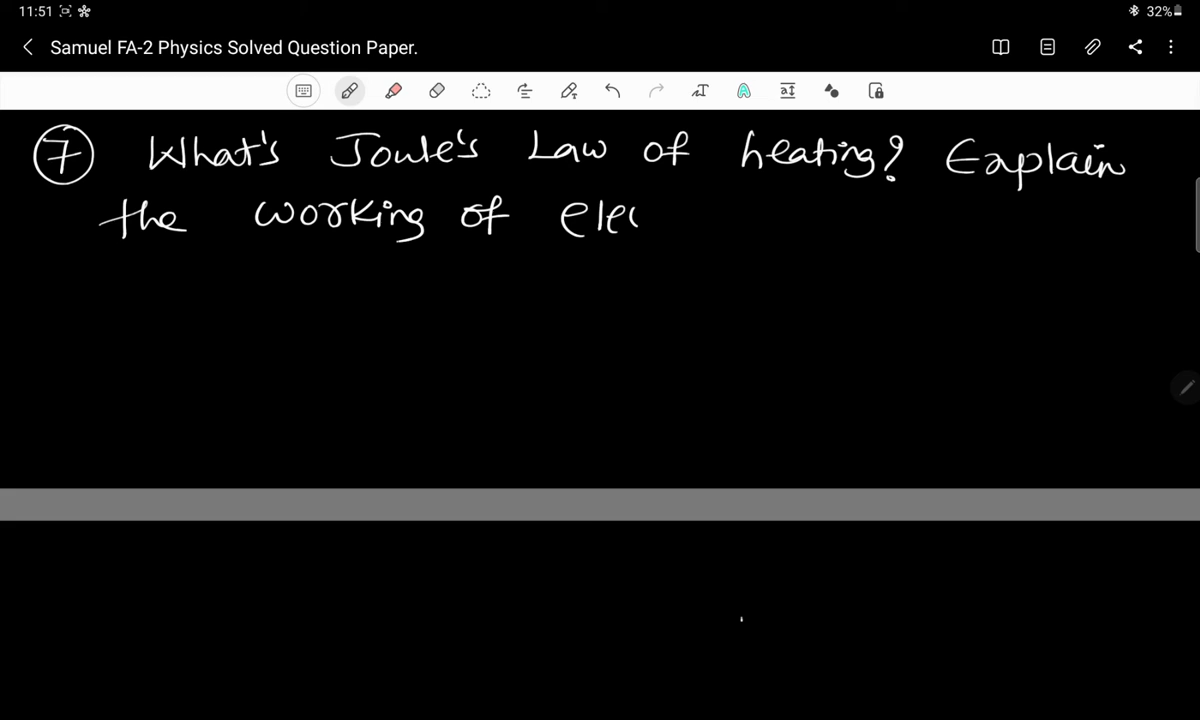 11:51
32%
Samuel FA-2 Physics Solved Question Paper.
7 What's Joule's Law of heating? Explain
the working of elec